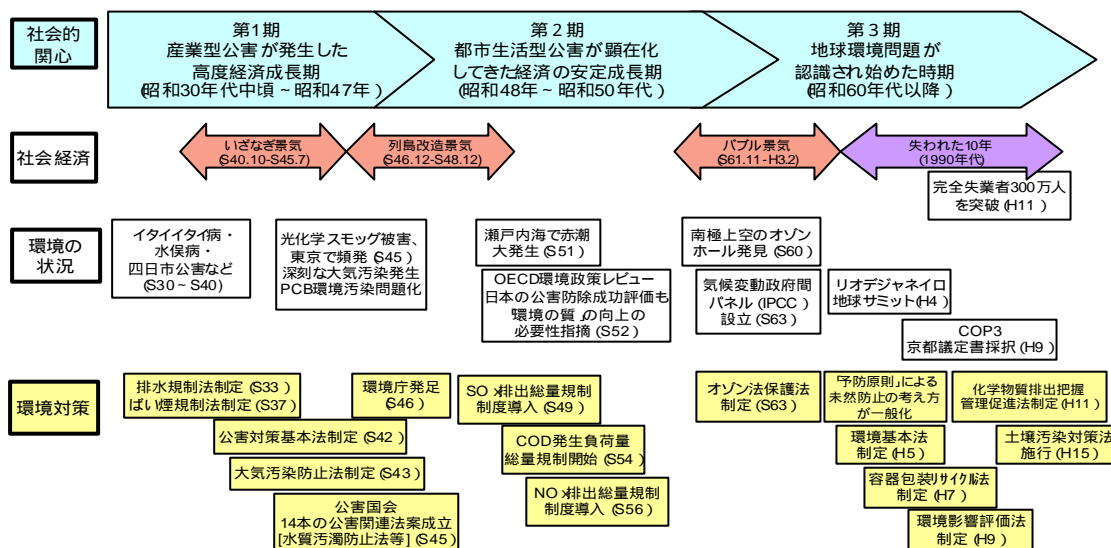 社会的
関心
第1期
産業型公害が発生した
高度経済成長期
(昭和30年代中頃~昭和47年)
第2期
都市生活型公害が顕在化
してきた経済の安定成長期
(昭和48年~昭和50年代)
第3期
地球環境問題が
認識され始めた時期
(昭和60年代以降)
社会経済
いざなぎ景気
(S40.10-S45.7)
列島改造景気
(S46.12-S48.12)
バブル景気
(S61.11-H3.2)
失われた10年
(1990年代)
完全失業者300万人
を突破(H11)
環境の
状況
イタイイタイ病・
水俣病・
四日市公害など
(S30~S40)
光化学スモッグ被害、
東京で頻発(S45)
深刻な大気汚染発生
PCB環境汚染問題化
瀬戸内海で赤潮
大発生(S51)
OECD環境政策レビュー
日本の公害防除成功評価も
「環境の質」の向上の
必要性指摘(S52)
南極上空のオゾン
ホール発見(S60)
気候変動政府間
パネル(IPCC)
設立(S63)
リオデジャネイロ
地球サミット(H4)
COP3
京都議定書採択(H9)
環境対策
排水規制法制定(S33)
ばい煙規制法制定(S37)
公害対策基本法制定(S42)
大気汚染防止法制定(S43)
公害国会
14本の公害関連法案成立
[水質汚濁防止法等](S45)
環境庁発足
(S46)
SOx排出総量規制
制度導入(S49)
COD発生負荷量
総量規制開始(S54)
NOx排出総量規制
制度導入(S56)
オゾン法保護法
制定(S63)
「予防原則」による
未然防止の考え方
が一般化
環境基本法
制定(H5)
容器包装リサイクル法
制定(H7)
環境影響評価法
制定(H9)
化学物質排出把握
管理促進法制定(H11)
土壌汚染対策法
施行(H15)